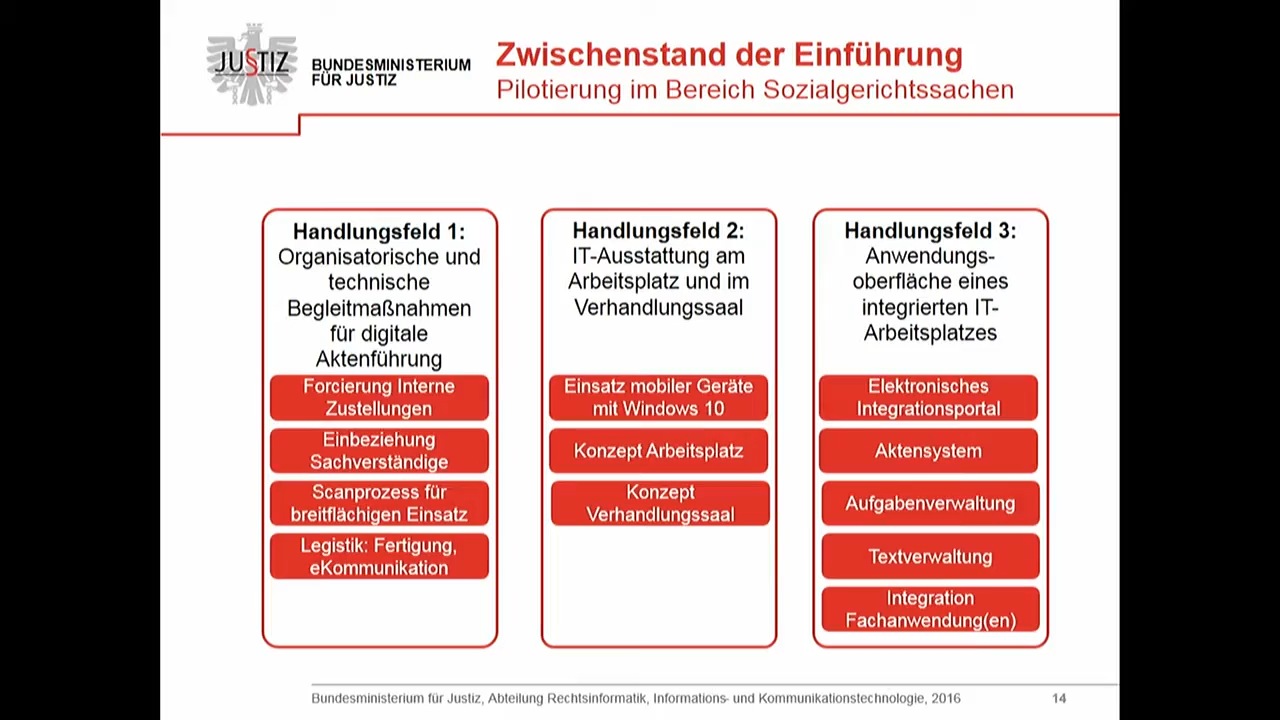 JUSTIZ
BUNDESMINISTERIUM
FÜR JUSTIZ
Zwischenstand der Einführung
Pilotierung im Bereich Sozialgerichtssachen
Handlungsfeld 1:
Organisatorische und
technische
Begleitmaßnahmen
für digitale
Aktenführung
Forcierung Interne
Zustellungen
Einbeziehung
Sachverständige
Scanprozess für
breitflächigen Einsatz
Legistik: Fertigung,
eKommunikation
Handlungsfeld 2:
IT-Ausstattung am
Arbeitsplatz und im
Verhandlungssaal
Einsatz mobiler Geräte
mit Windows 10
Konzept Arbeitsplatz
Konzept
Verhandlungssaal
Handlungsfeld 3:
Anwendungs-
oberfläche eines
integrierten IT-
Arbeitsplatzes
Elektronisches
Integrationsportal
Aktensystem
Aufgabenverwaltung
Textverwaltung
Integration
Fachanwendung(en)
Bundesministerium für Justiz, Abteilung Rechtsinformatik, Informations- und Kommunikationstechnologie, 2016
14